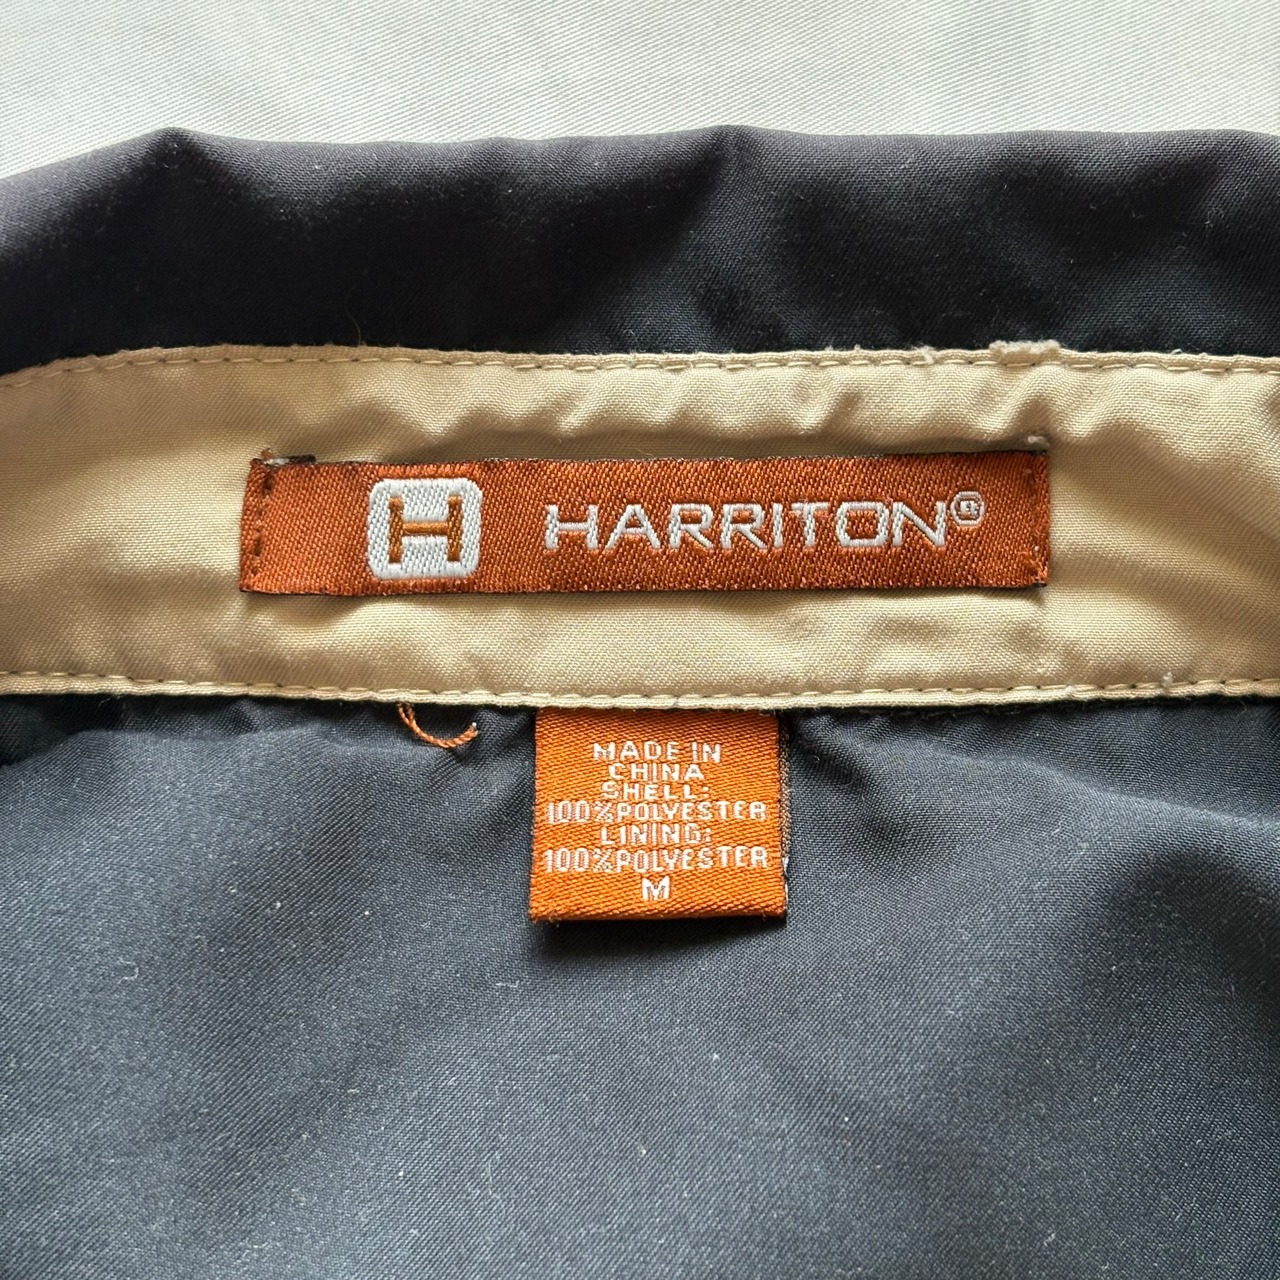 H HARRITON®
MADE IN
CHINA
SHELL:
100%POLYESTER
LINING:
100%POLYESTER
M